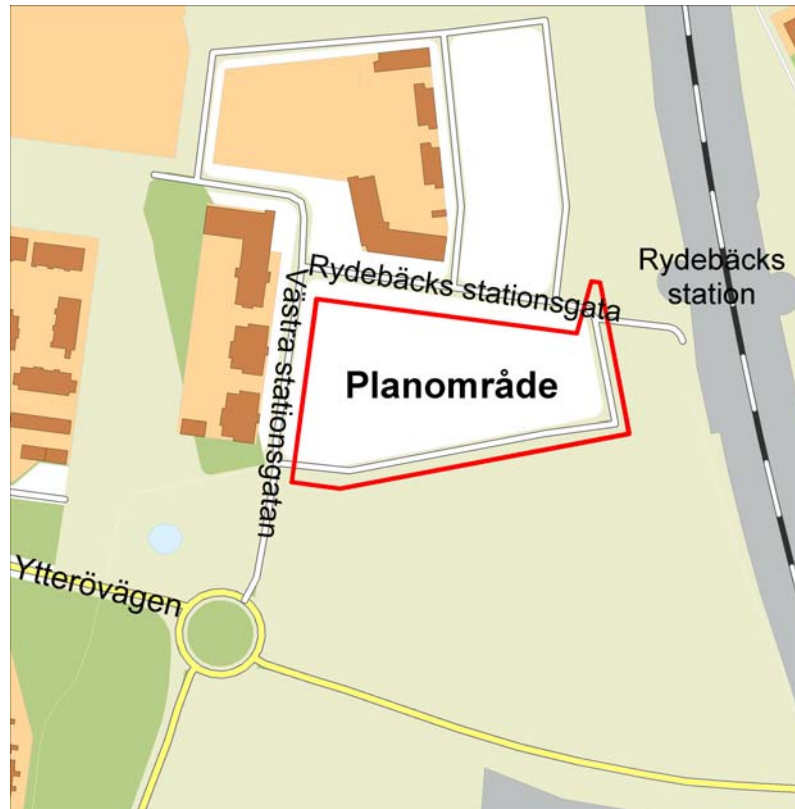 Rydebäcks stationsgata
Rydebäcks
station
Västra stationsgatan
Planområde
Ytterövägen